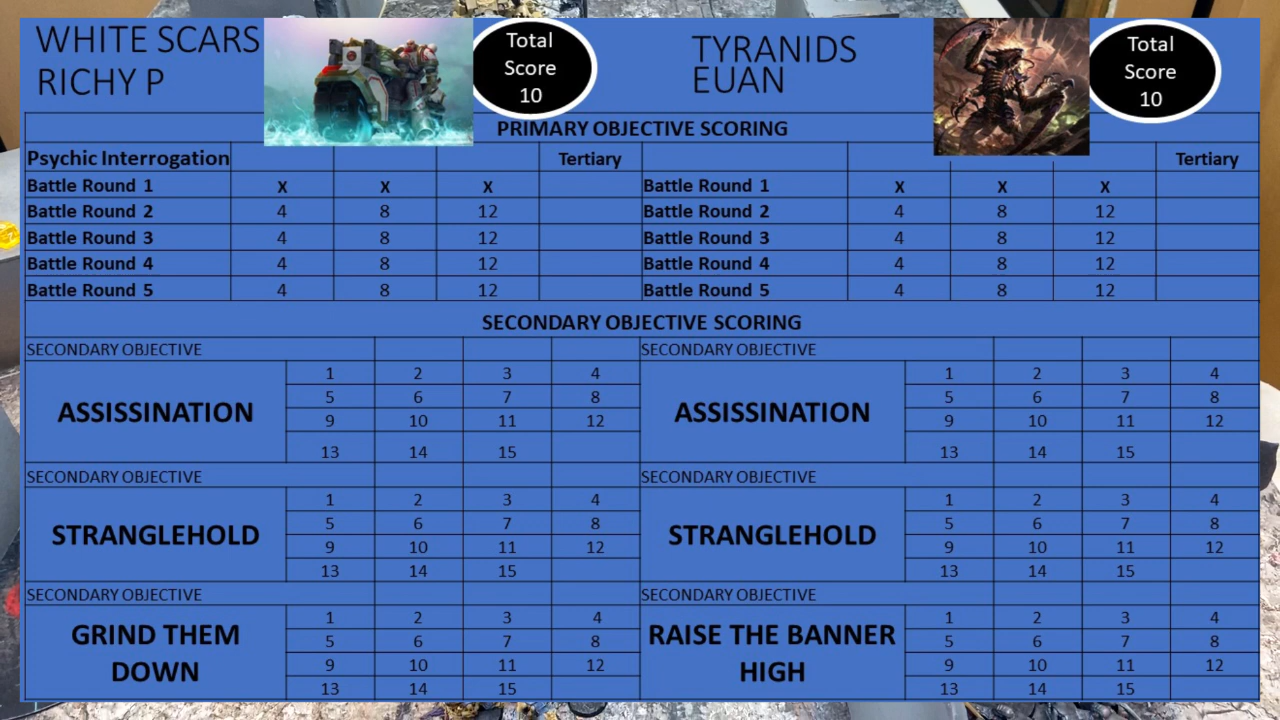 WHITE SCARS
RICHY P
Total
Score
10
TYRANIDS
EUAN
Total
Score
10
PRIMARY OBJECTIVE SCORING
Psychic Interrogation Tertiary Tertiary
Battle Round 1 x x x Battle Round 1 x x x
Battle Round 2 4 8 12 Battle Round 2 4 8 12
Battle Round 3 4 8 12 Battle Round 3 4 8 12
Battle Round 4 4 8 12 Battle Round 4 4 8 12
Battle Round 5 4 8 12 Battle Round 5 4 8 12
SECONDARY OBJECTIVE SCORING
SECONDARY OBJECTIVE SECONDARY OBJECTIVE
ASSISSINATION
1 2 3 4
5 6 7 8
9 10 11 12
13 14 15
ASSISSINATION
1 2 3 4
5 6 7 8
9 10 11 12
13 14 15
SECONDARY OBJECTIVE SECONDARY OBJECTIVE
STRANGLEHOLD
1 2 3 4
5 6 7 8
9 10 11 12
13 14 15
STRANGLEHOLD
1 2 3 4
5 6 7 8
9 10 11 12
13 14 15
SECONDARY OBJECTIVE SECONDARY OBJECTIVE
GRIND THEM
DOWN
1 2 3 4
5 6 7 8
9 10 11 12
13 14 15
RAISE THE BANNER
HIGH
1 2 3 4
5 6 7 8
9 10 11 12
13 14 15